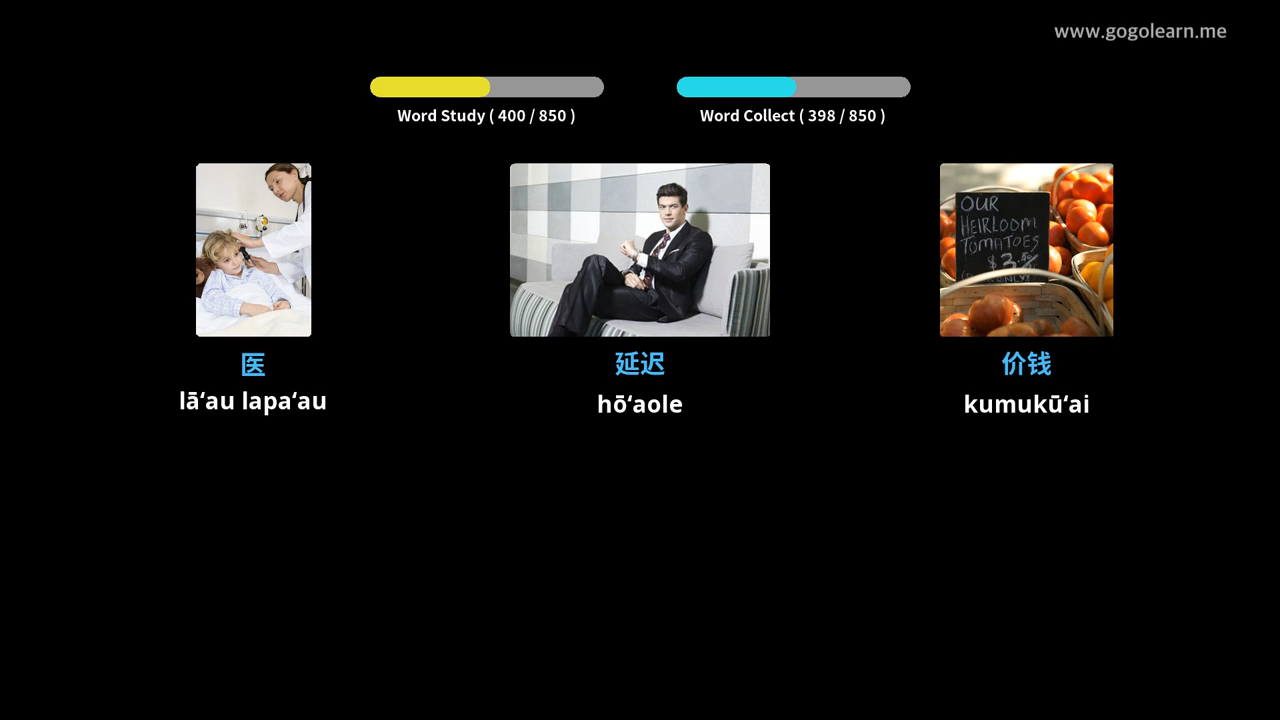 www.gogolearn.me
Word Study ( 400 / 850 )
Word Collect ( 398 / 850 )
OUR
HEIRLOOM
TOMATOES
$3.
医
延迟
价钱
lāʻau lapaʻau
hōʻaole
kumukūʻai